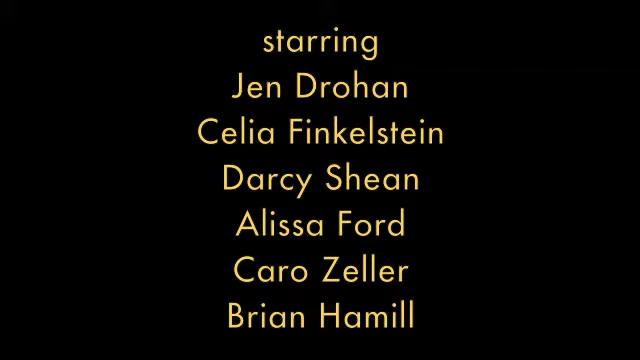 starring
Jen Drohan
Celia Finkelstein
Darcy Shean
Alissa Ford
Caro Zeller
Brian Hamill